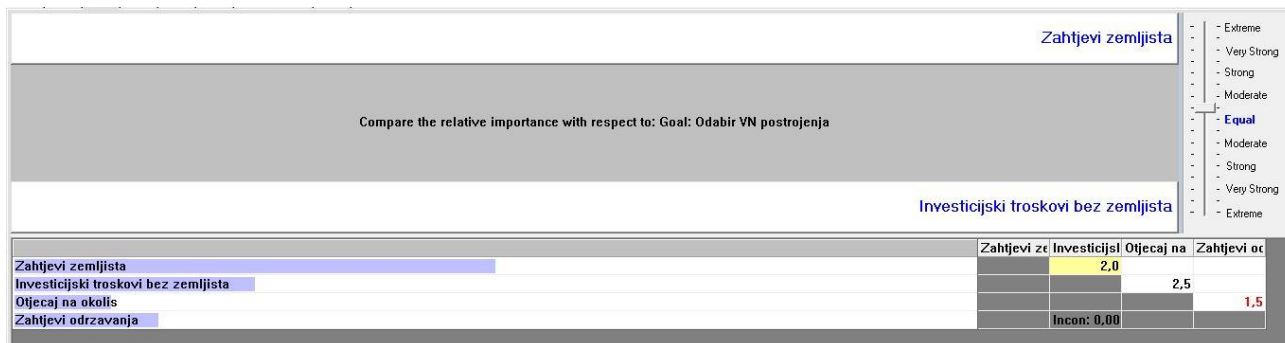 Zahtjevi zemljista
Extreme
Very Strong
Strong
Moderate
Equal
Moderate
Strong
Very Strong
Extreme
Compare the relative importance with respect to: Goal: Odabir VN postrojenja
Investicijski troskovi bez zemljista
Zahtjevi ze Investicijsl Otjecaj na Zahtjevi od
Zahtjevi zemljista 2,0
Investicijski troskovi bez zemljista 2,5
Otjecaj na okolis 1,5
Zahtjevi odrzavanja Incon: 0,00